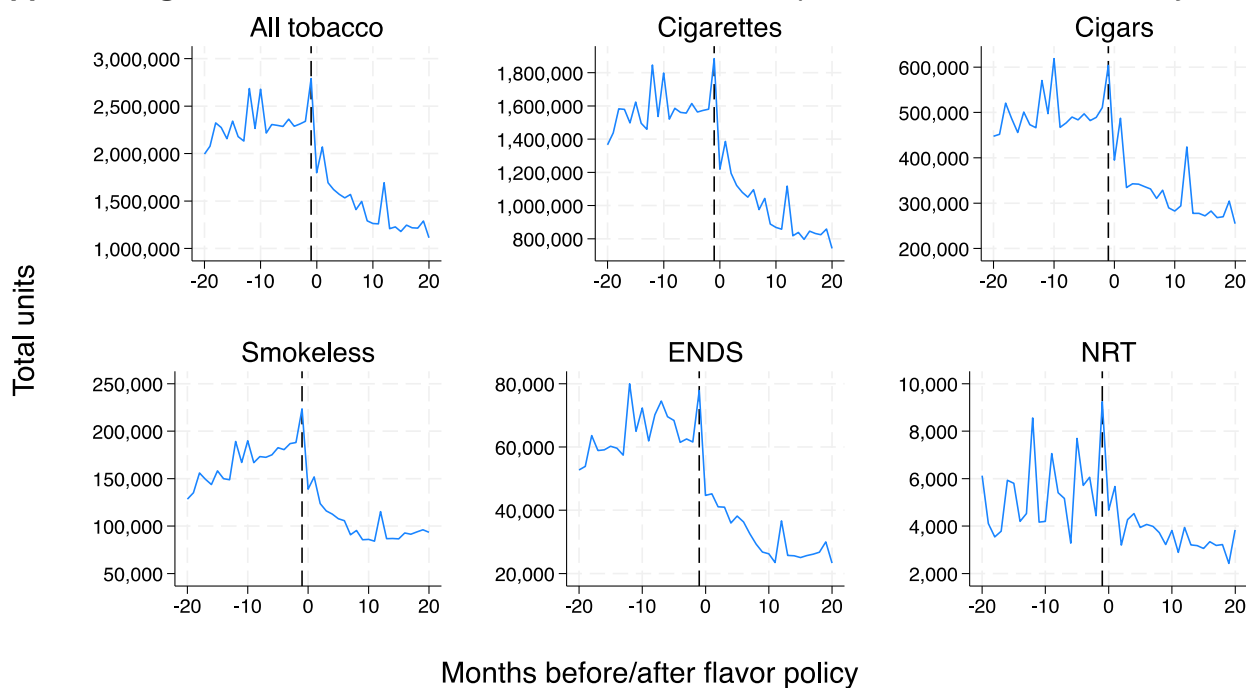 All tobacco
3,000,000
2,500,000
2,000,000
1,500,000
1,000,000
-20 -10 0 10 20
Cigarettes
1,800,000
1,600,000
1,400,000
1,200,000
1,000,000
800,000
-20 -10 0 10 20
Cigars
600,000
500,000
400,000
300,000
200,000
-20 -10 0 10 20
Total units
Smokeless
250,000
200,000
150,000
100,000
50,000
-20 -10 0 10 20
ENDS
80,000
60,000
40,000
20,000
-20 -10 0 10 20
NRT
10,000
8,000
6,000
4,000
2,000
-20 -10 0 10 20
Months before/after flavor policy